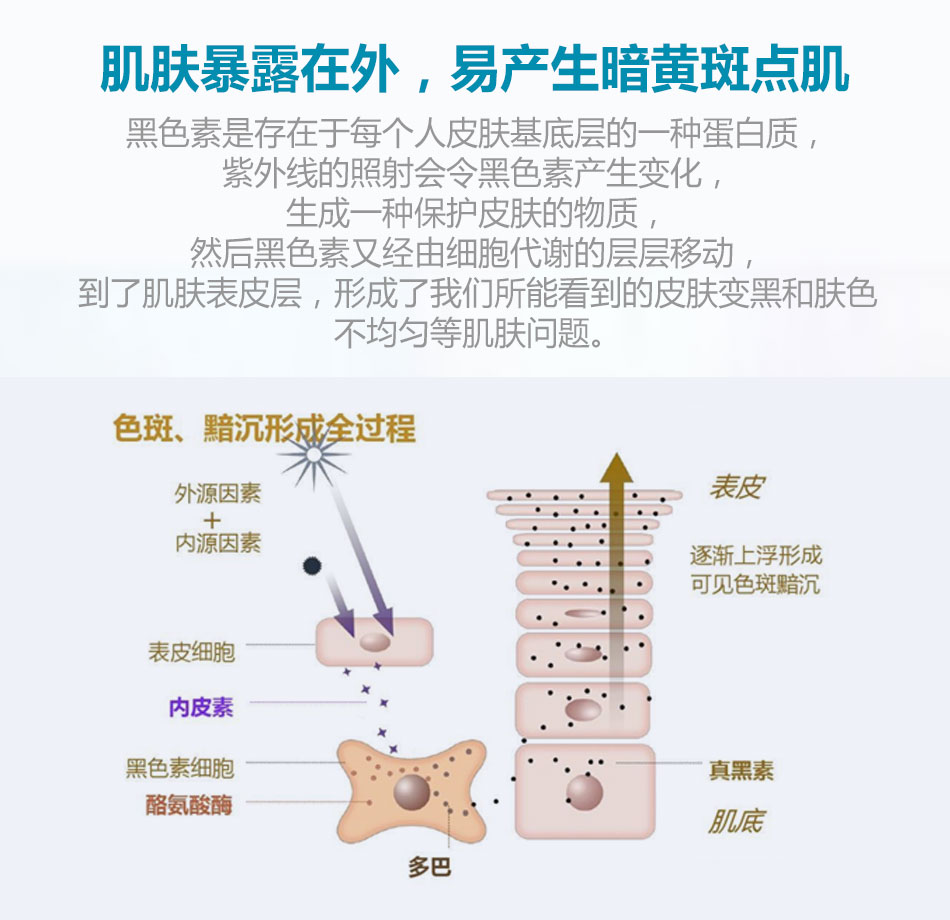 肌肤暴露在外，易产生暗黄斑点肌
黑色素是存在于每个人皮肤基底层的一种蛋白质，
紫外线的照射会令黑色素产生变化，
生成一种保护皮肤的物质，
然后黑色素又经由细胞代谢的层层移动，
到了肌肤表皮层，形成了我们所能看到的皮肤变黑和肤色
不均匀等肌肤问题。
色斑、黯沉形成全过程
外源因素
+
内源因素
表皮细胞
内皮素
黑色素细胞
酪氨酸酶
多巴
表皮
逐渐上浮形成
可见色斑黯沉
真黑素
肌底